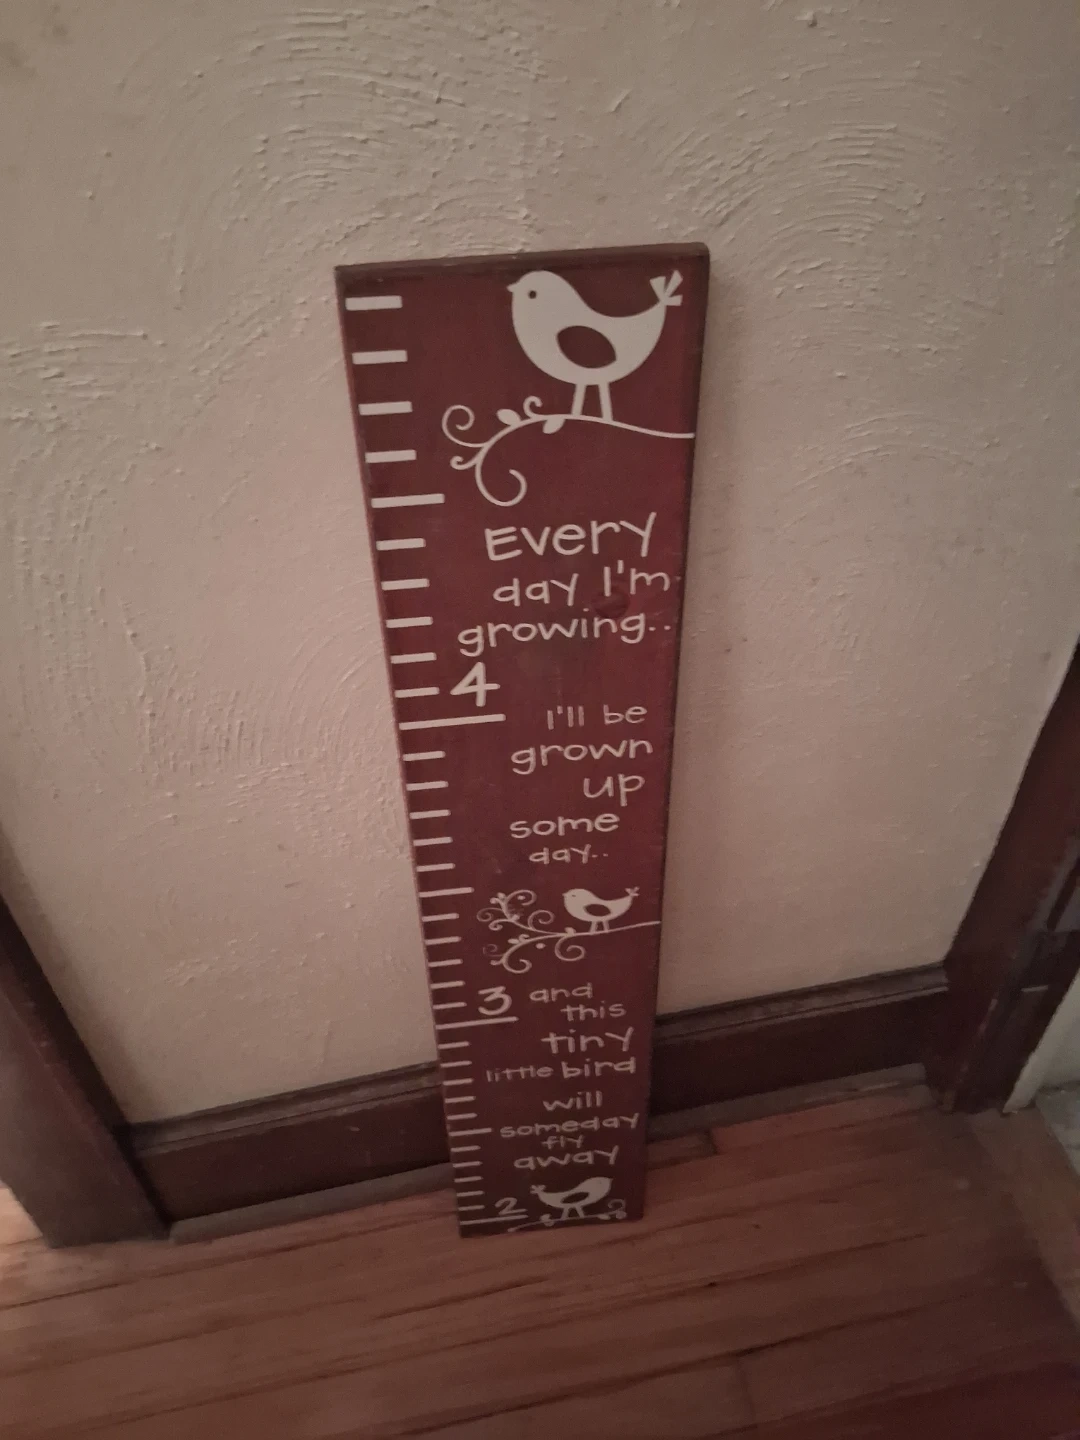 Every
day I'm
growing..
4
I'll be
grown
up
some
day..
3
and
this
tiny
little bird
will
someday
fly
away
2